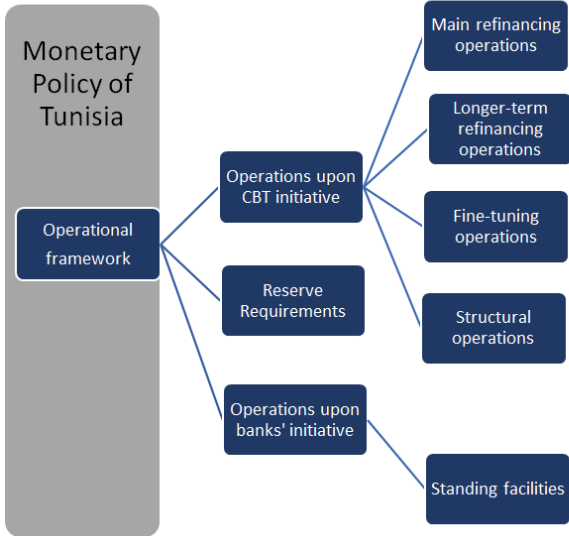 Monetary
Policy of
Tunisia
Operational
framework
Operations upon
CBT initiative
Reserve
Requirements
Operations upon
banks' initiative
Main refinancing
operations
Longer-term
refinancing
operations
Fine-tuning
operations
Structural
operations
Standing facilities